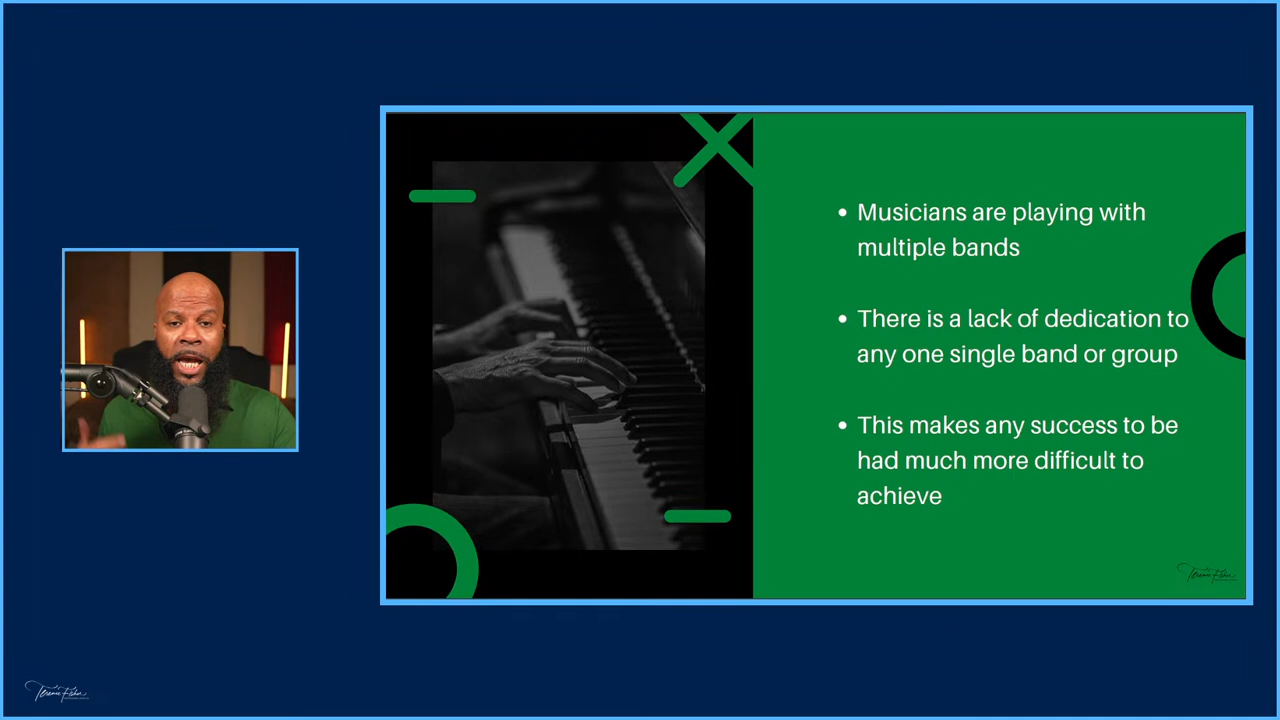 • Musicians are playing with
multiple bands
• There is a lack of dedication to
any one single band or group
• This makes any success to be
had much more difficult to
achieve